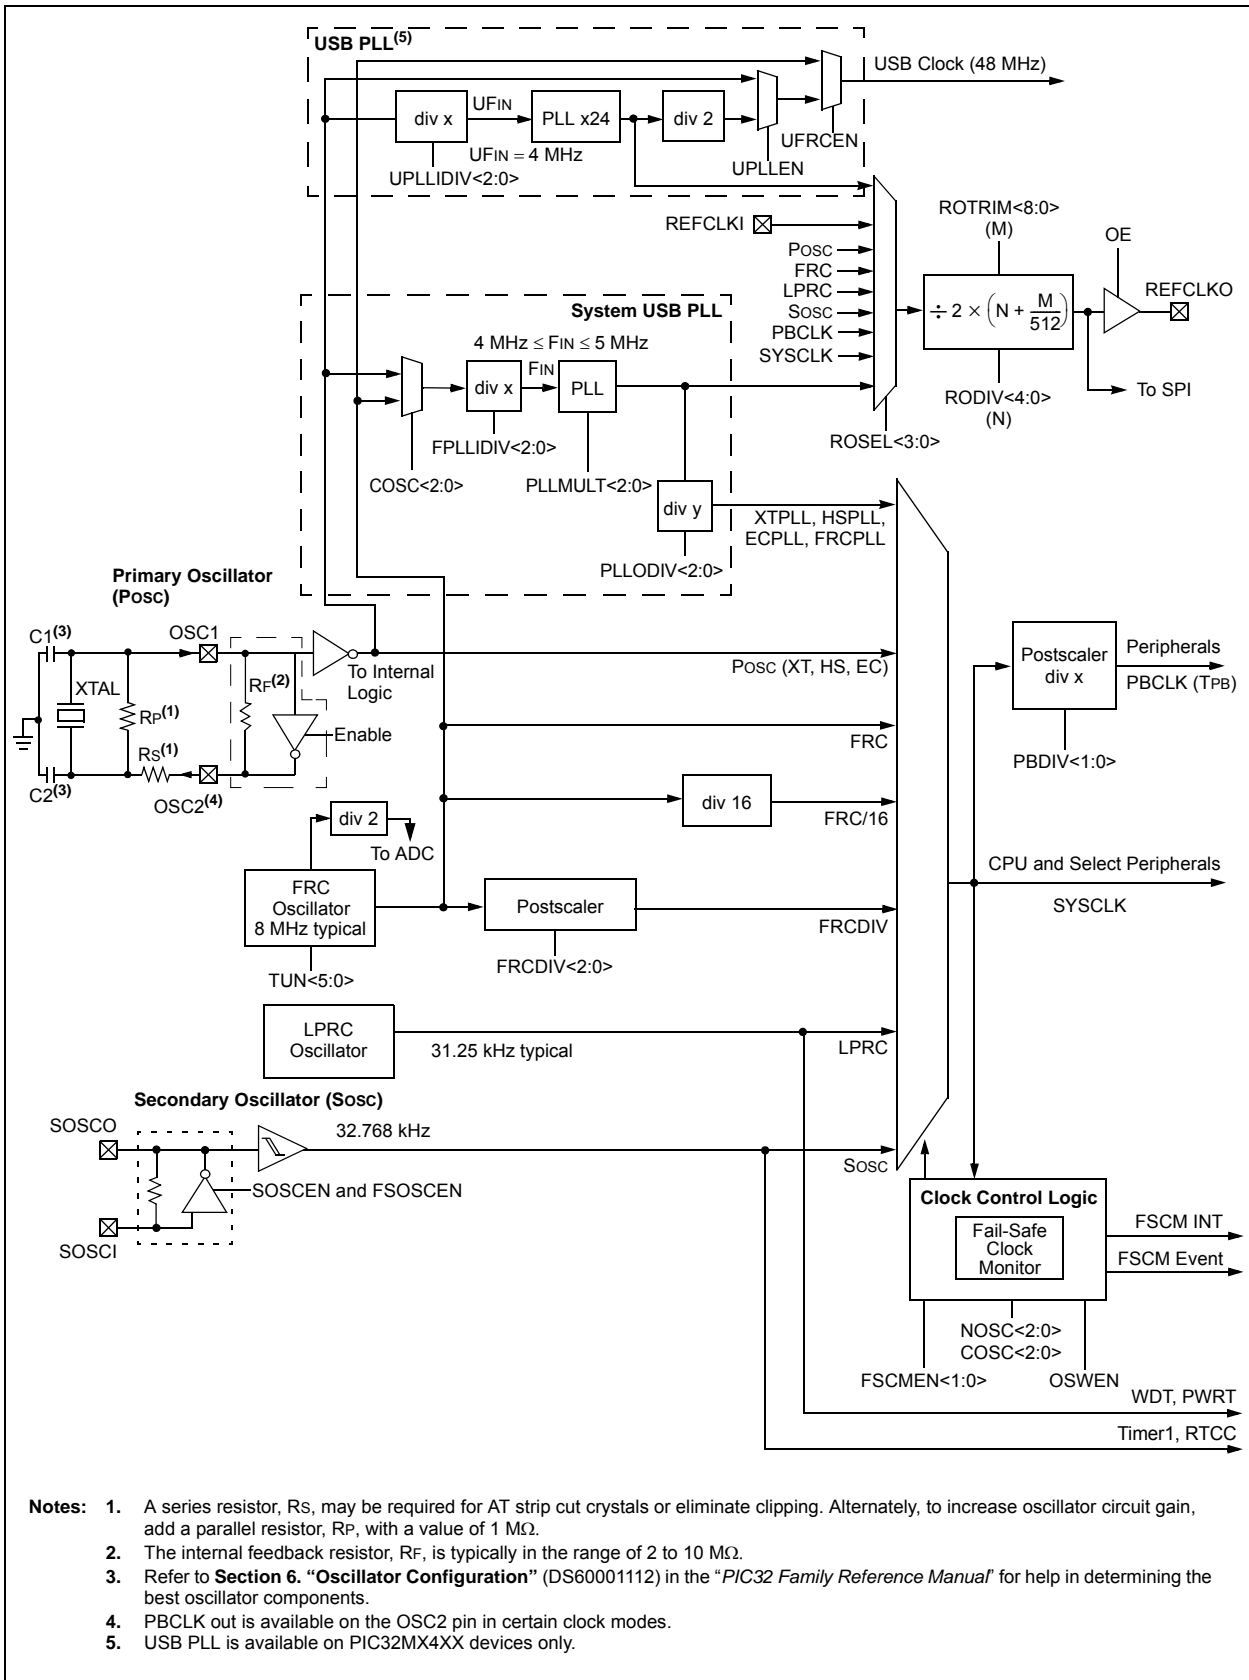 USB PLL(5)
USB Clock (48 MHz)
div x
UFIN
PLL x24
div 2
UFIN = 4 MHz
UFRCEN
UPLLEN
UPLLIDIV<2:0>
REFCLKI
POSC
FRC
LPRC
SOSC
PBCLK
SYSCLK
ROTRIM<8:0>
(M)
OE
REFCLKO
÷ 2 × (N + M/512)
To SPI
RODIV<4:0>
(N)
ROSEL<3:0>
System USB PLL
4 MHz ≤ FIN ≤ 5 MHz
FIN
div x
PLL
FPLLIDIV<2:0>
COSC<2:0>
PLLMULT<2:0>
div y
XTPLL, HSPLL,
ECPLL, FRCPLL
PLLODIV<2:0>
Primary Oscillator
(POSC)
C1(3)
OSC1
XTAL
RP(1)
RF(2)
To Internal
Logic
Enable
RS(1)
C2(3)
OSC2(4)
POSC (XT, HS, EC)
Postscaler
div x
Peripherals
PBCLK (TPB)
PBDIV<1:0>
FRC
div 16
FRC/16
div 2
To ADC
FRC
Oscillator
8 MHz typical
TUN<5:0>
Postscaler
FRCDIV
FRCDIV<2:0>
CPU and Select Peripherals
SYSCLK
LPRC
Oscillator
31.25 kHz typical
LPRC
Secondary Oscillator (SOSC)
SOSCO
32.768 kHz
SOSC
SOSCEN and FSOSCEN
SOSCI
Clock Control Logic
Fail-Safe
Clock
Monitor
FSCM INT
FSCM Event
NOSC<2:0>
COSC<2:0>
FSCMEN<1:0>
OSWEN
WDT, PWRT
Timer1, RTCC
Notes: 1. A series resistor, RS, may be required for AT strip cut crystals or eliminate clipping. Alternately, to increase oscillator circuit gain,
add a parallel resistor, RP, with a value of 1 MΩ.
2. The internal feedback resistor, RF, is typically in the range of 2 to 10 MΩ.
3. Refer to Section 6. “Oscillator Configuration” (DS60001112) in the “PIC32 Family Reference Manual” for help in determining the
best oscillator components.
4. PBCLK out is available on the OSC2 pin in certain clock modes.
5. USB PLL is available on PIC32MX4XX devices only.